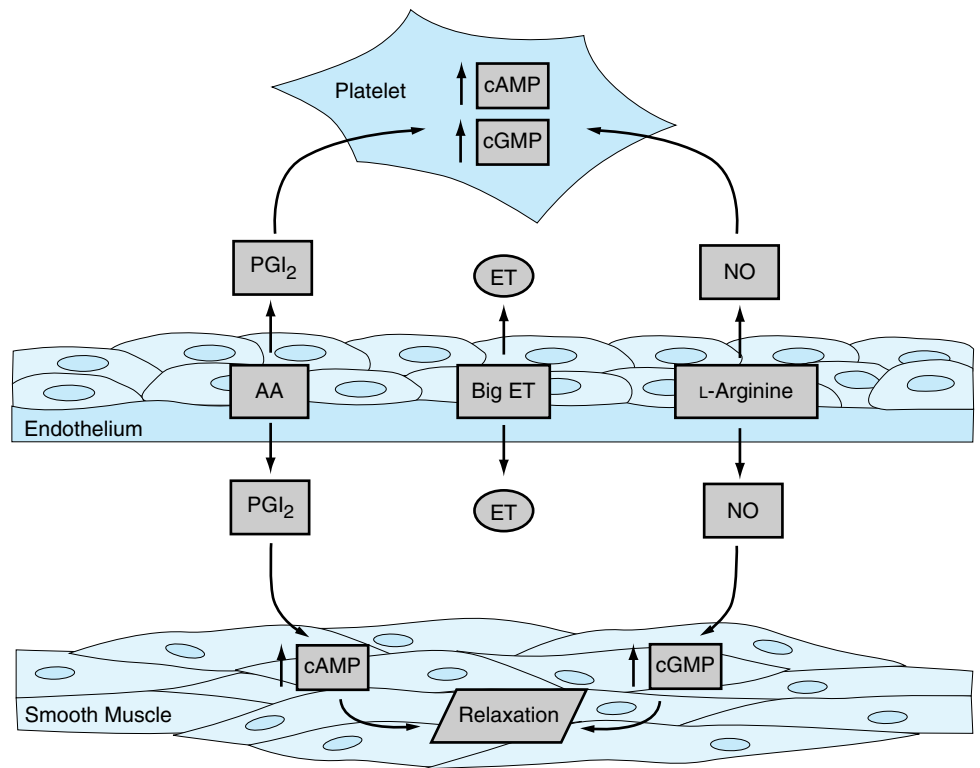 Platelet
cAMP
cGMP
PGI₂
ET
NO
AA
Big ET
L-Arginine
Endothelium
PGI₂
ET
NO
cAMP
cGMP
Relaxation
Smooth Muscle